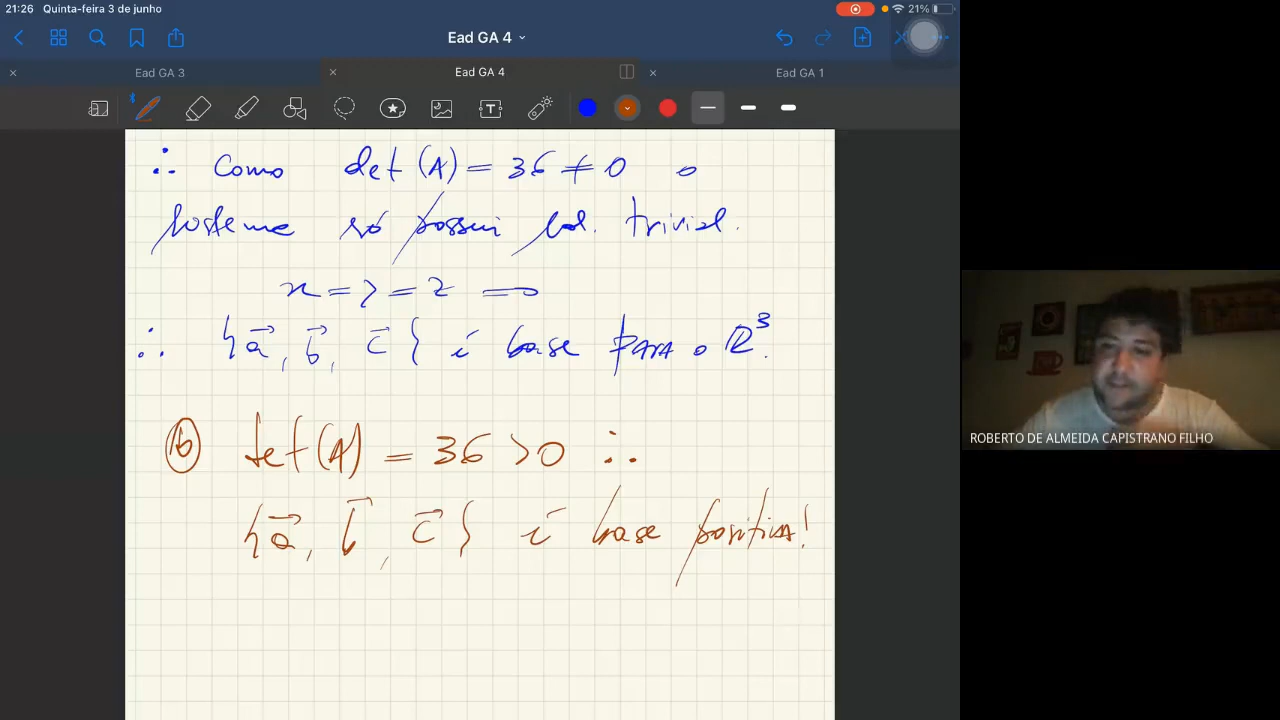 21:26 Quinta-feira 3 de junho
21%
Ead GA 4
Ead GA 3
Ead GA 4
Ead GA 1
∴ Como det (A) = 36 ≠ 0 o
sistema só possui sol. trivial.
x = y = z = 0
∴ {a⃗, b⃗, c⃗} é base para o ℝ³.
ⓑ det(A) = 36 > 0 ∴
{a⃗, b⃗, c⃗} é base positiva!
ROBERTO DE ALMEIDA CAPISTRANO FILHO